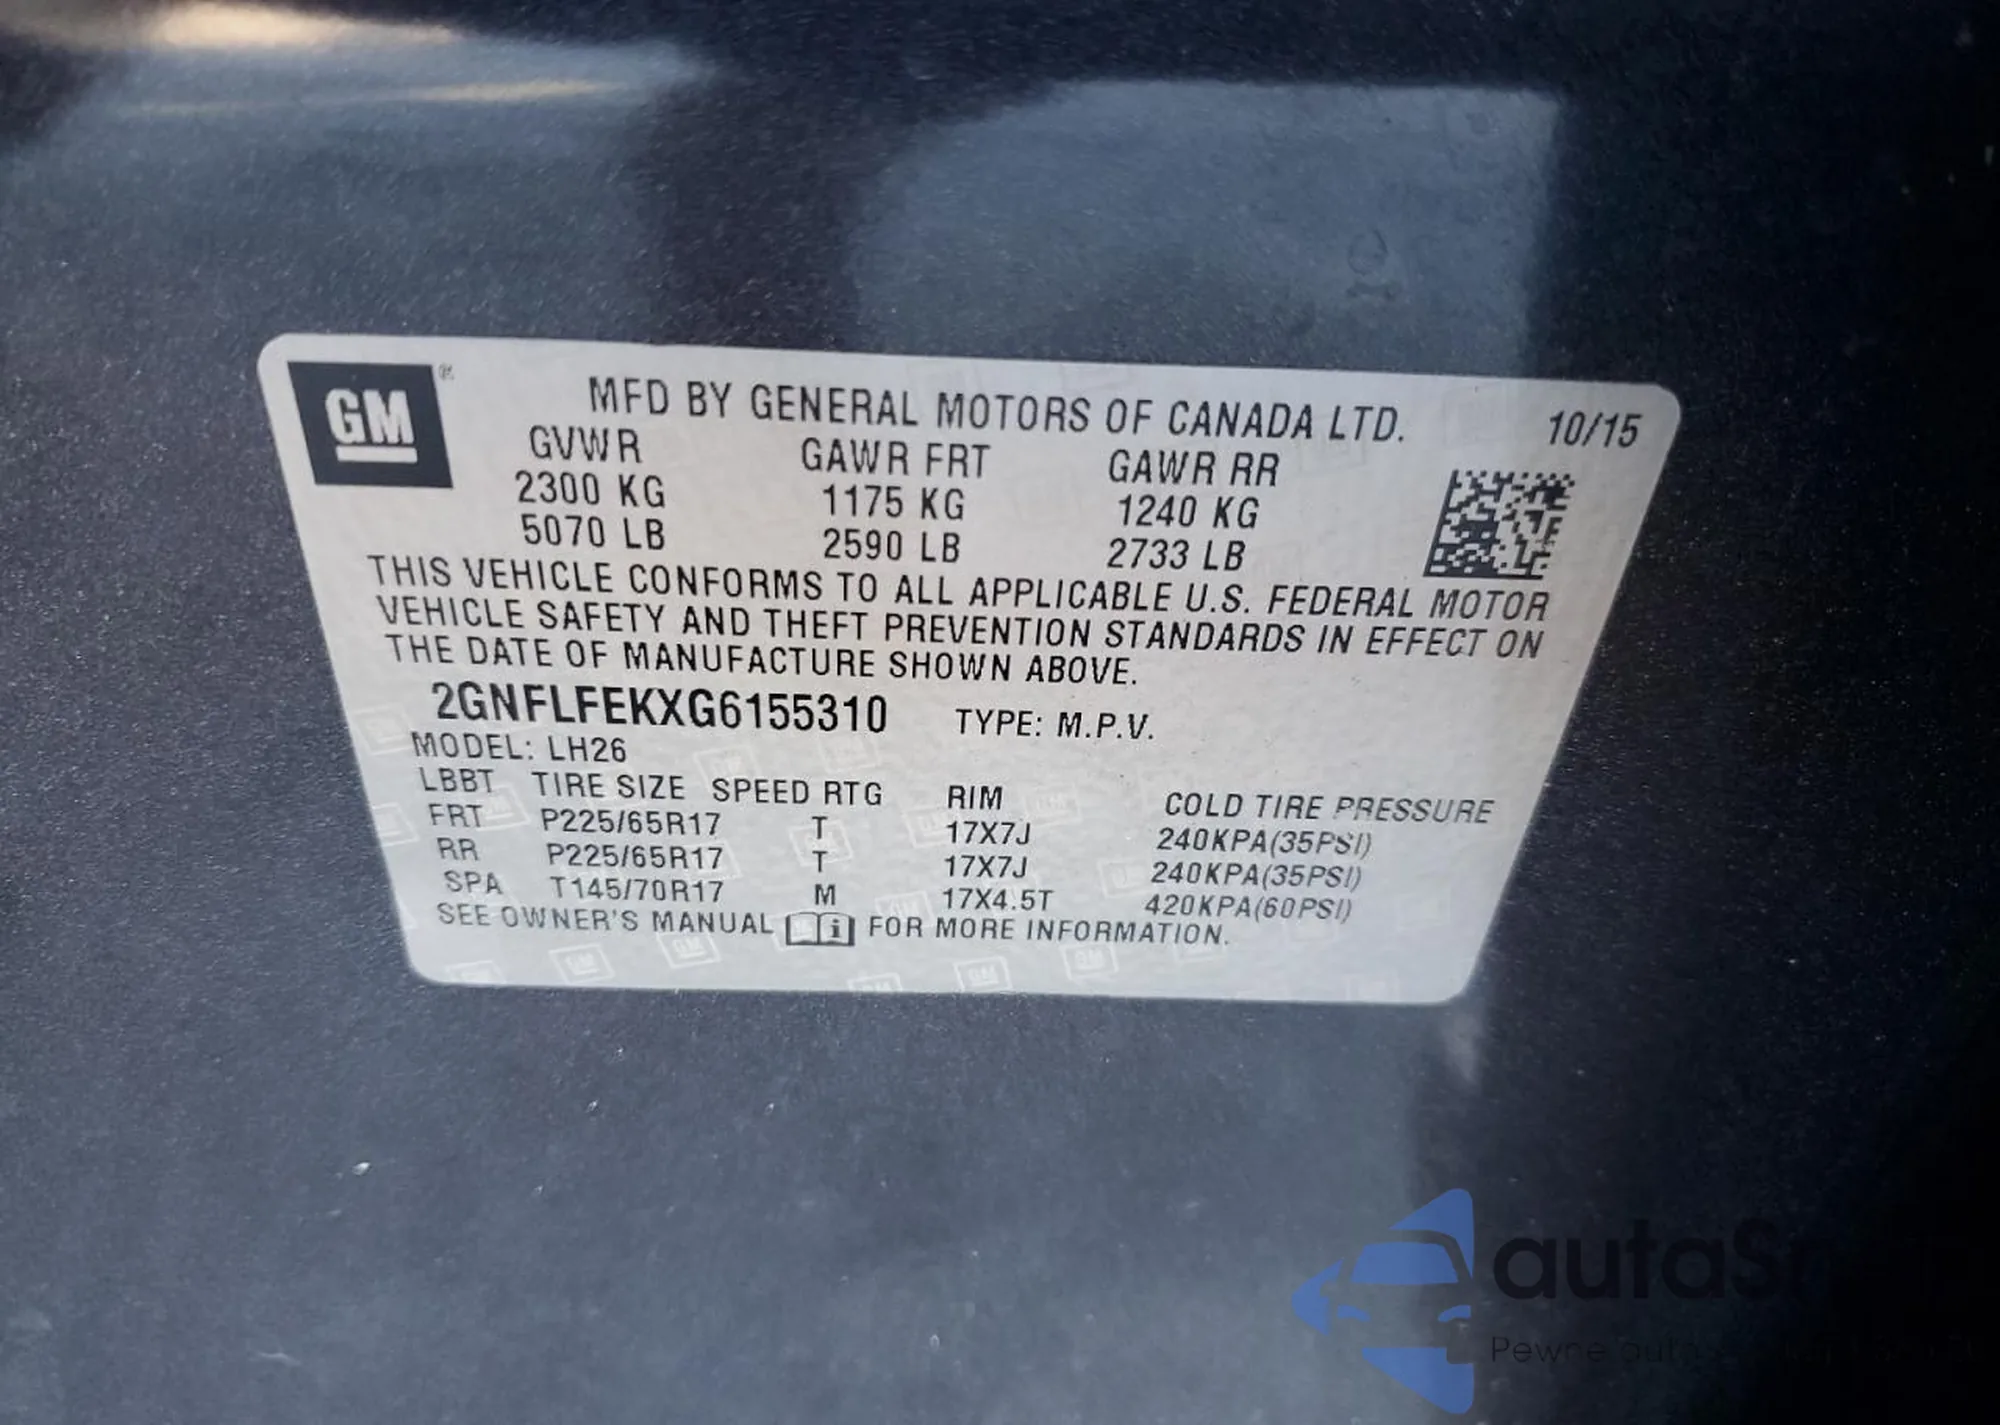 GM®
MFD BY GENERAL MOTORS OF CANADA LTD. 10/15
GVWR GAWR FRT GAWR RR
2300 KG 1175 KG 1240 KG
5070 LB 2590 LB 2733 LB
THIS VEHICLE CONFORMS TO ALL APPLICABLE U.S. FEDERAL MOTOR
VEHICLE SAFETY AND THEFT PREVENTION STANDARDS IN EFFECT ON
THE DATE OF MANUFACTURE SHOWN ABOVE.
2GNFLFEKXG6155310 TYPE: M.P.V.
MODEL: LH26
LBBT TIRE SIZE SPEED RTG RIM COLD TIRE PRESSURE
FRT P225/65R17 T 17X7J 240KPA(35PSI)
RR P225/65R17 T 17X7J 240KPA(35PSI)
SPA T145/70R17 M 17X4.5T 420KPA(60PSI)
SEE OWNER'S MANUAL FOR MORE INFORMATION.
Pewne